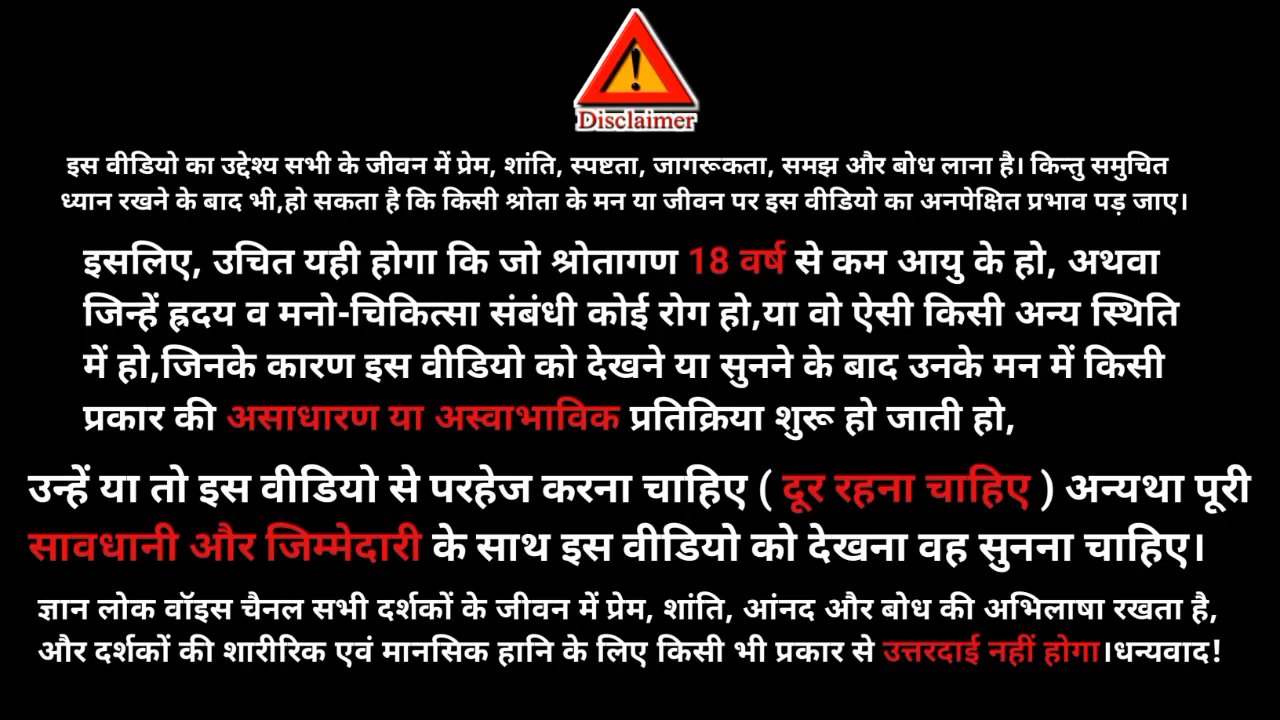 Disclaimer
इस वीडियो का उद्देश्य सभी के जीवन में प्रेम, शांति, स्पष्टता, जागरूकता, समझ और बोध लाना है। किन्तु समुचित
ध्यान रखने के बाद भी,हो सकता है कि किसी श्रोता के मन या जीवन पर इस वीडियो का अनपेक्षित प्रभाव पड़ जाए।
इसलिए, उचित यही होगा कि जो श्रोतागण 18 वर्ष से कम आयु के हो, अथवा
जिन्हें ह्रदय व मनो-चिकित्सा संबंधी कोई रोग हो,या वो ऐसी किसी अन्य स्थिति
में हो,जिनके कारण इस वीडियो को देखने या सुनने के बाद उनके मन में किसी
प्रकार की असाधारण या अस्वाभाविक प्रतिक्रिया शुरू हो जाती हो,
उन्हें या तो इस वीडियो से परहेज करना चाहिए ( दूर रहना चाहिए ) अन्यथा पूरी
सावधानी और जिम्मेदारी के साथ इस वीडियो को देखना वह सुनना चाहिए।
ज्ञान लोक वॉइस चैनल सभी दर्शकों के जीवन में प्रेम, शांति, आंनद और बोध की अभिलाषा रखता है,
और दर्शकों की शारीरिक एवं मानसिक हानि के लिए किसी भी प्रकार से उत्तरदाई नहीं होगा।धन्यवाद!